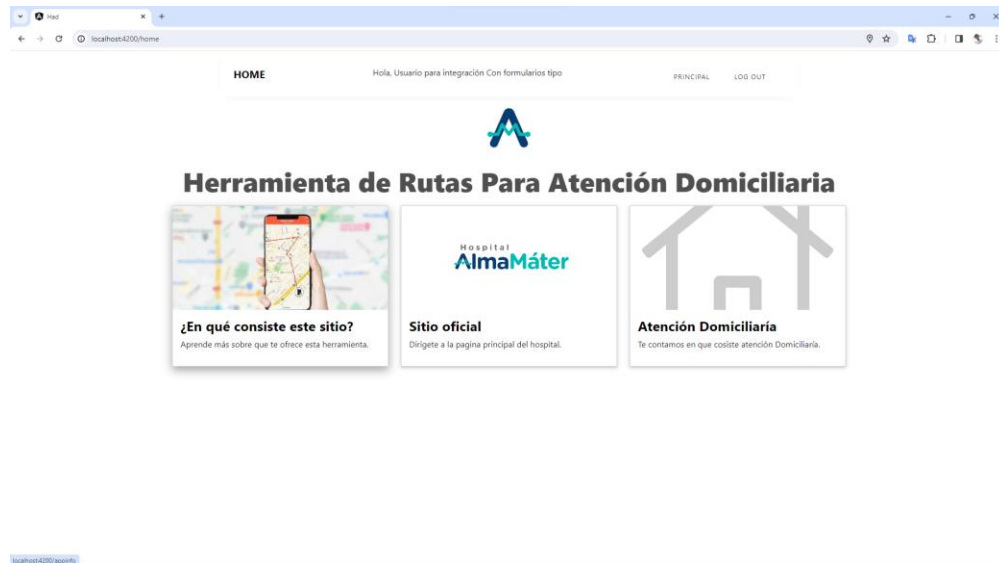 Had
localhost:4200/home
HOME
Hola, Usuario para integración Con formularios tipo
PRINCIPAL
LOG OUT
Herramienta de Rutas Para Atención Domiciliaria
Hospital
AlmaMáter
¿En qué consiste este sitio?
Aprende más sobre que te ofrece esta herramienta.
Sitio oficial
Dirígete a la pagina principal del hospital.
Atención Domiciliaría
Te contamos en que cosiste atención Domiciliaría.
localhost:4200/appinfo